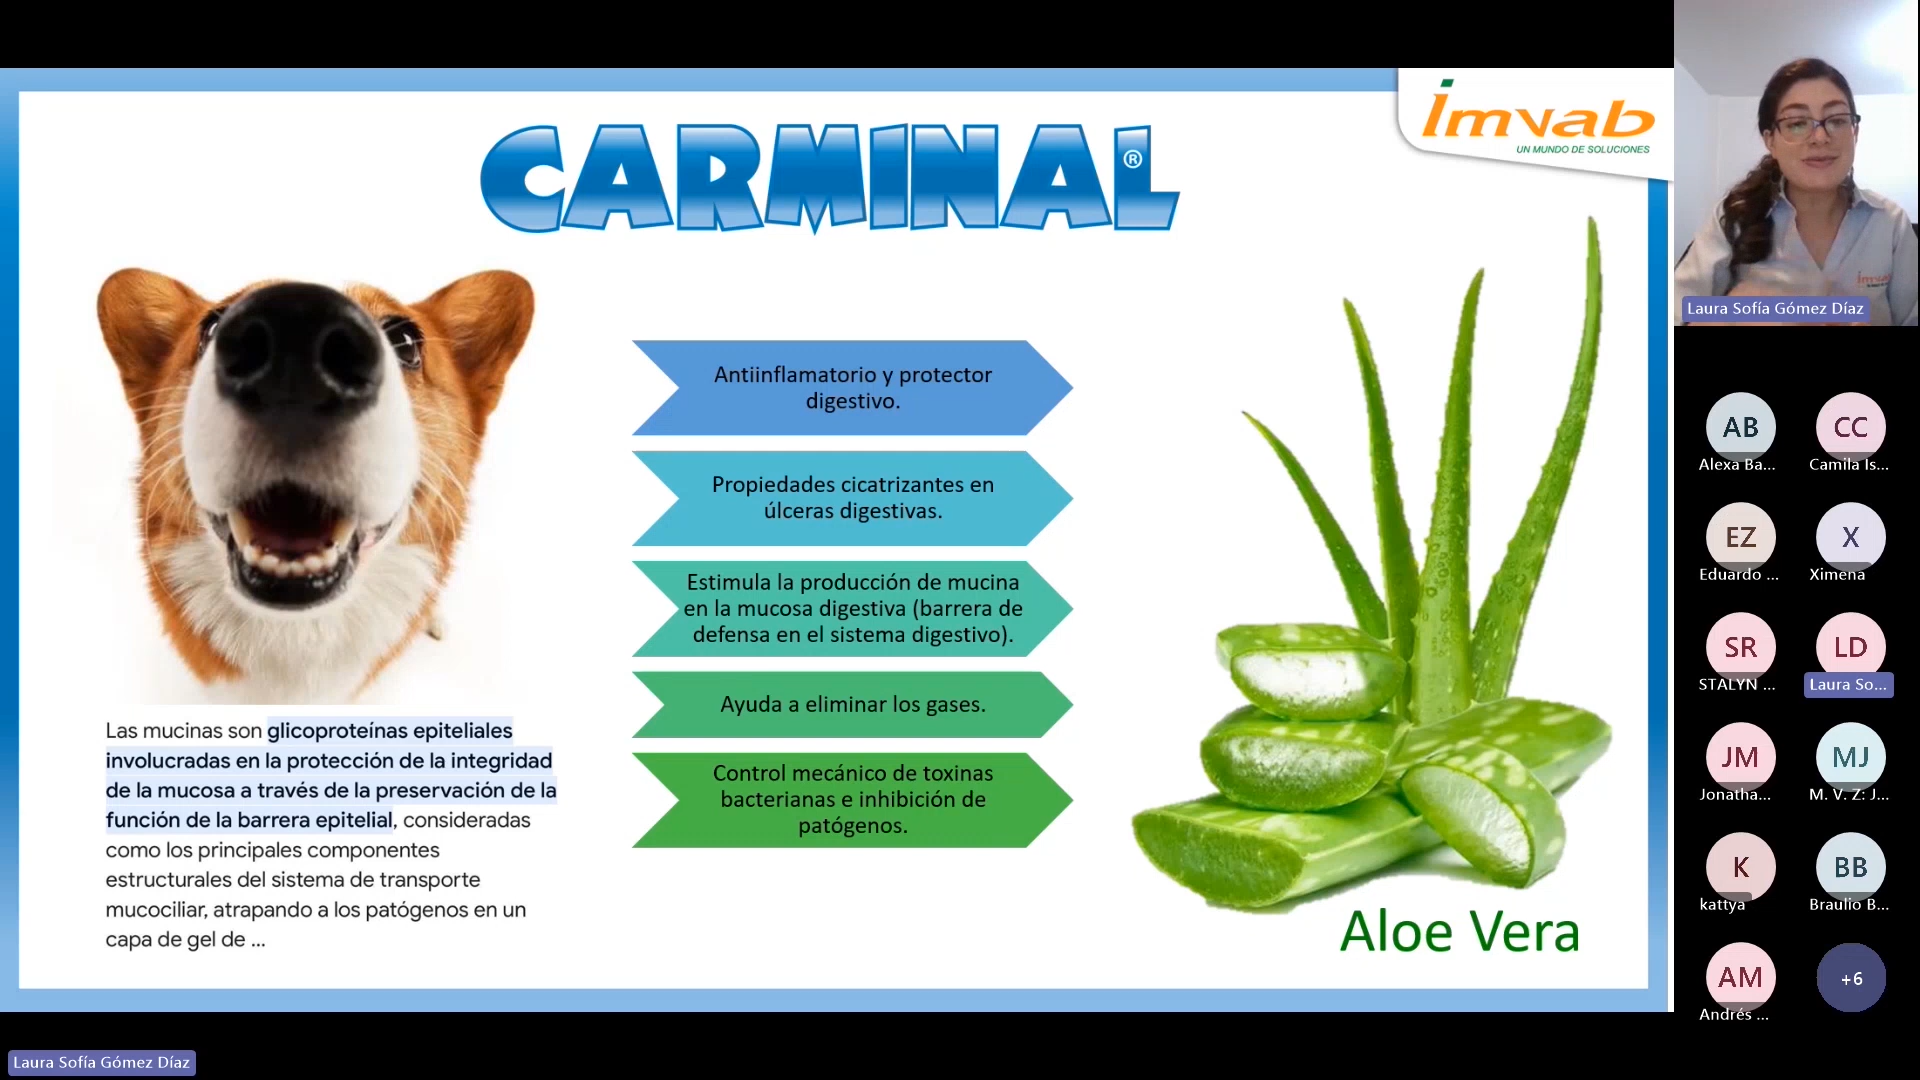 CARMINAL®
imvab
UN MUNDO DE SOLUCIONES
Antiinflamatorio y protector
digestivo.
Propiedades cicatrizantes en
úlceras digestivas.
Estimula la producción de mucina
en la mucosa digestiva (barrera de
defensa en el sistema digestivo).
Ayuda a eliminar los gases.
Control mecánico de toxinas
bacterianas e inhibición de
patógenos.
Las mucinas son glicoproteínas epiteliales
involucradas en la protección de la integridad
de la mucosa a través de la preservación de la
función de la barrera epitelial, consideradas
como los principales componentes
estructurales del sistema de transporte
mucociliar, atrapando a los patógenos en un
capa de gel de ...
Aloe Vera
Laura Sofía Gómez Díaz
imvab
Laura Sofía Gómez Díaz
AB
Alexa Ba...
CC
Camila Is...
EZ
Eduardo ...
X
Ximena
SR
STALYN ...
LD
Laura So...
JM
Jonatha...
MJ
M. V. Z: J...
K
kattya
BB
Braulio B...
AM
Andrés ...
+6